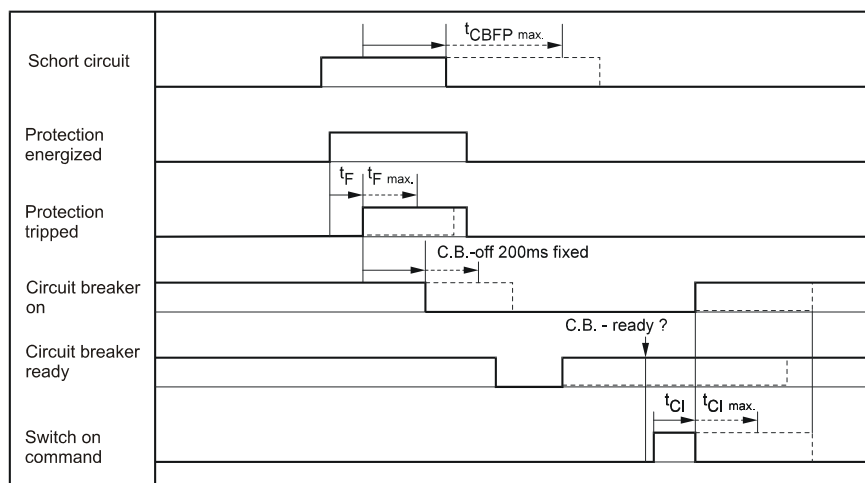 tCBFP max.
Schort circuit
Protection
energized
tF
tF max.
Protection
tripped
C.B.-off 200ms fixed
Circuit breaker
on
C.B. - ready ?
Circuit breaker
ready
tCI
tCI max.
Switch on
command